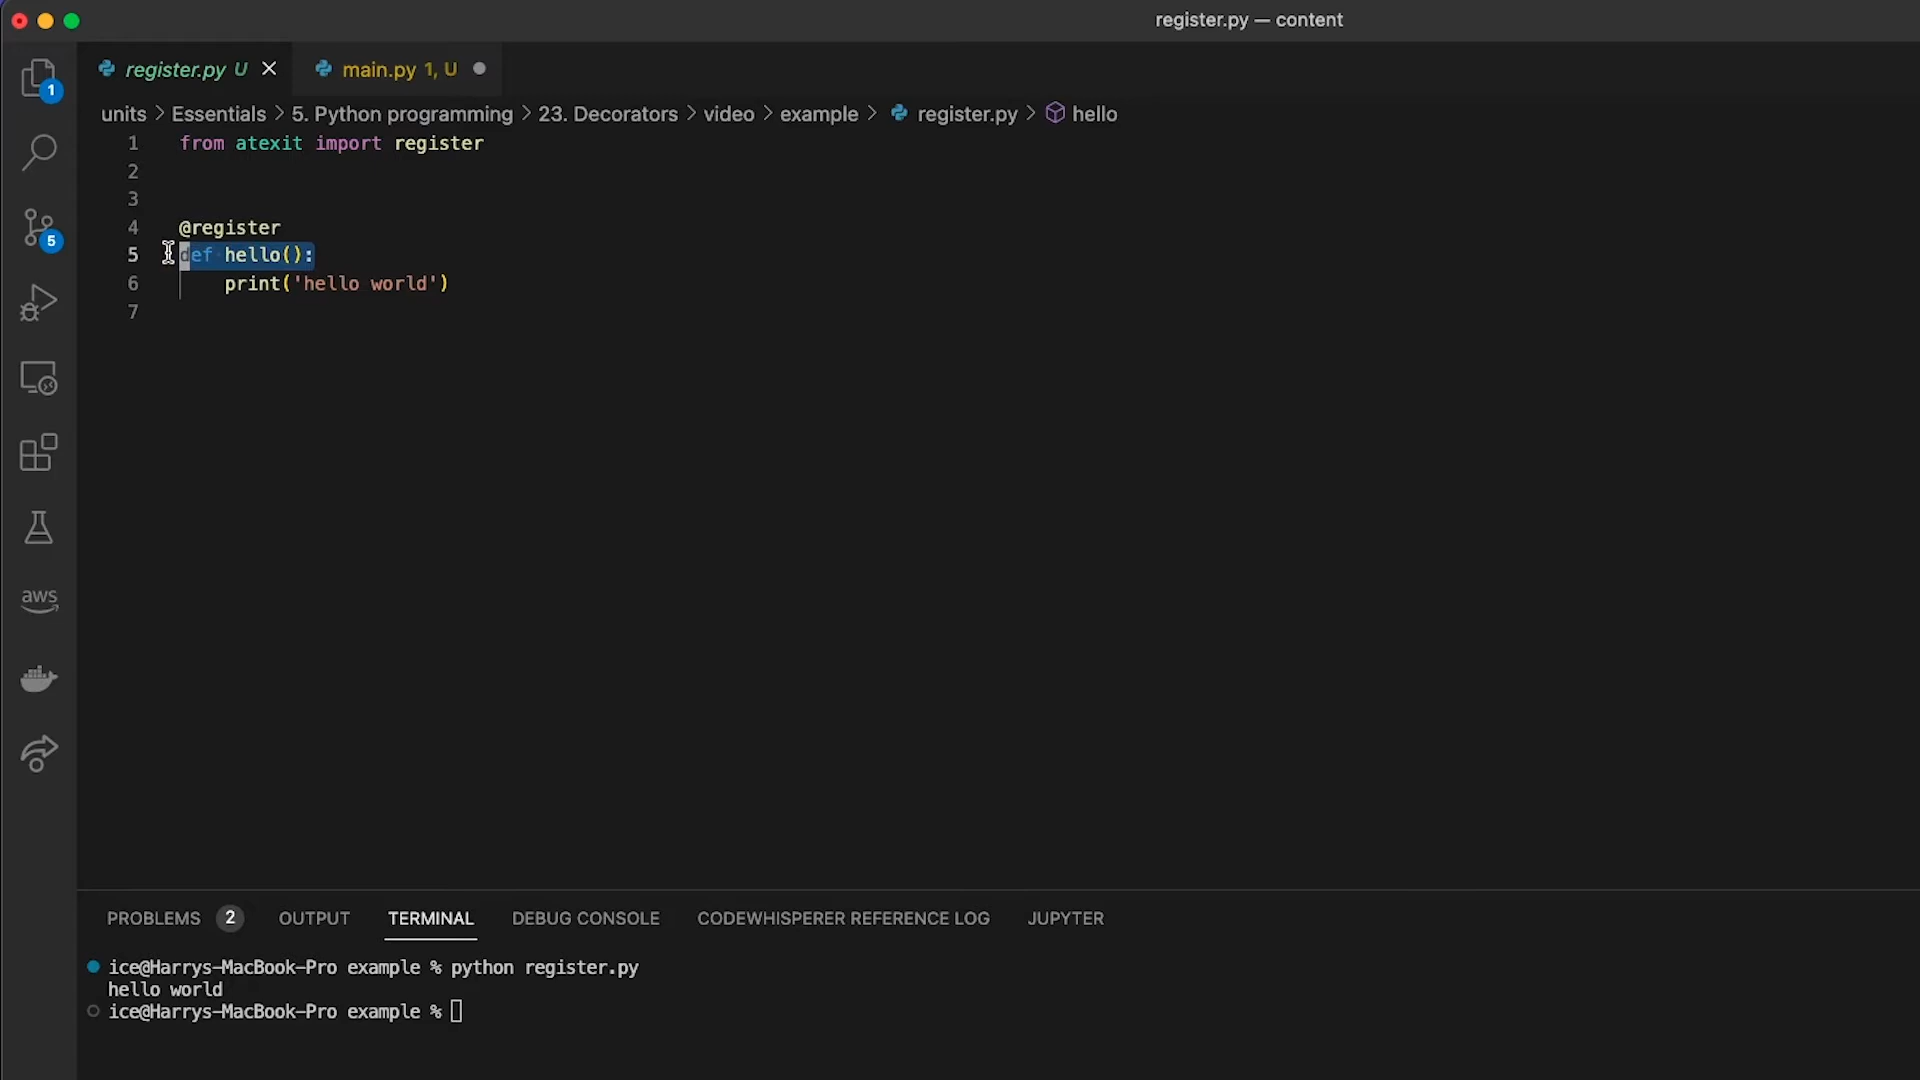 register.py — content
register.py U main.py 1, U
units > Essentials > 5. Python programming > 23. Decorators > video > example > register.py > hello
1 from atexit import register
2
3
4 @register
5 def hello():
6 print('hello world')
7
1
5
aws
PROBLEMS 2 OUTPUT TERMINAL DEBUG CONSOLE CODEWHISPERER REFERENCE LOG JUPYTER
ice@Harrys-MacBook-Pro example % python register.py
hello world
ice@Harrys-MacBook-Pro example %